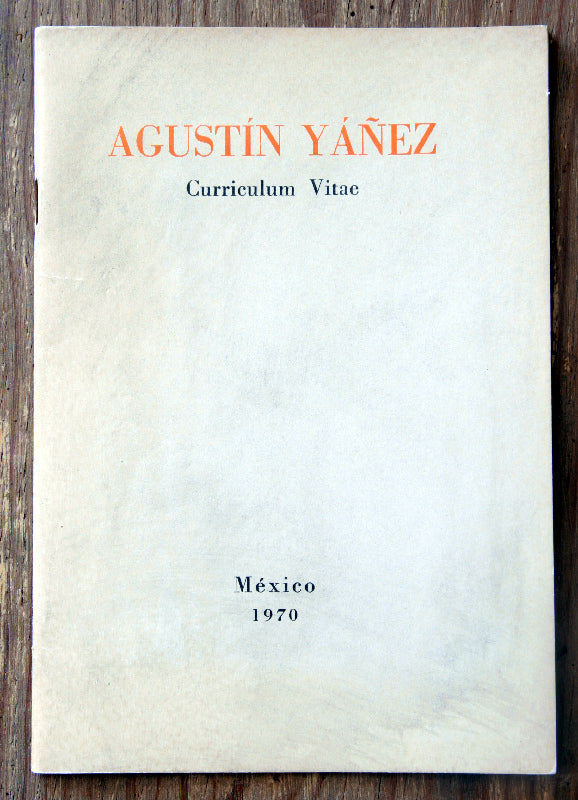 AGUSTÍN YÁÑEZ
Curriculum Vitae
México
1970